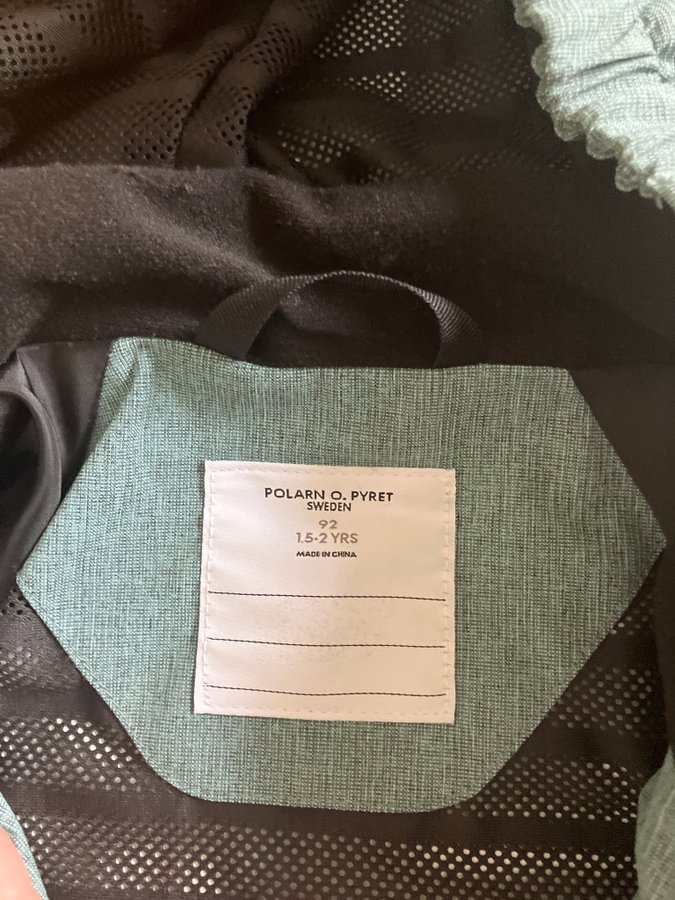 POLARN O. PYRET
SWEDEN
92
1.5-2 YRS
MADE IN CHINA